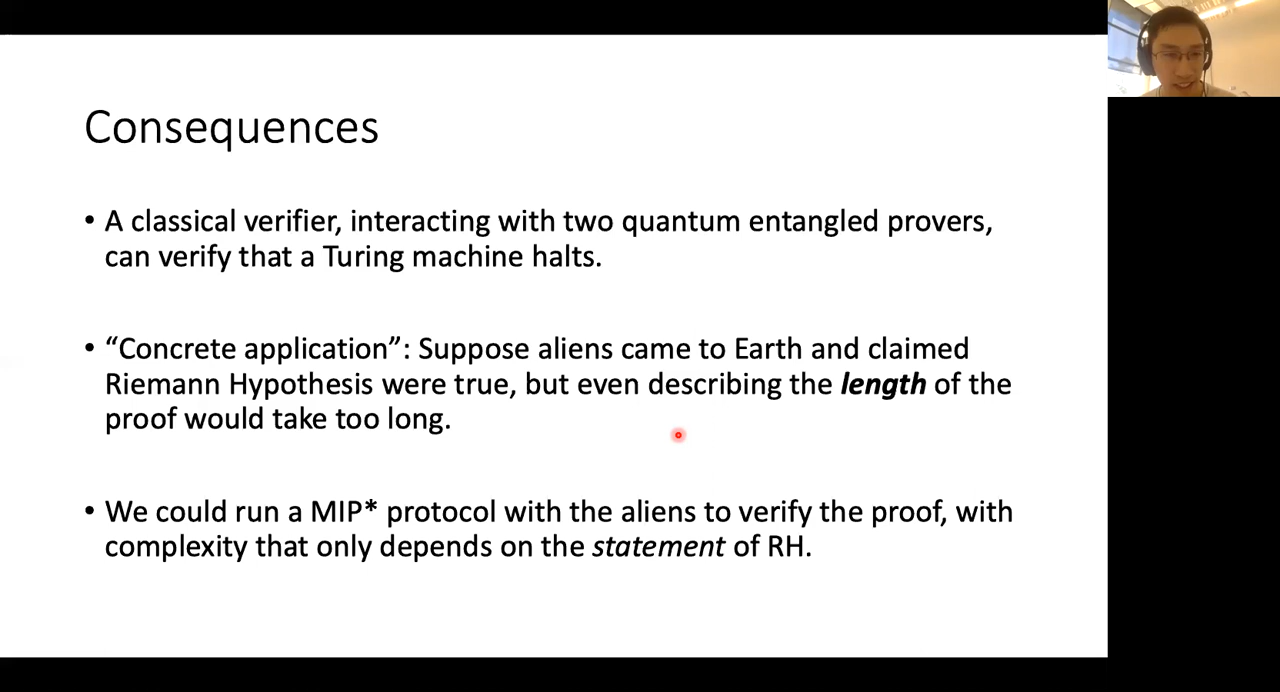 Consequences
• A classical verifier, interacting with two quantum entangled provers,
can verify that a Turing machine halts.
• “Concrete application”: Suppose aliens came to Earth and claimed
Riemann Hypothesis were true, but even describing the length of the
proof would take too long.
• We could run a MIP* protocol with the aliens to verify the proof, with
complexity that only depends on the statement of RH.